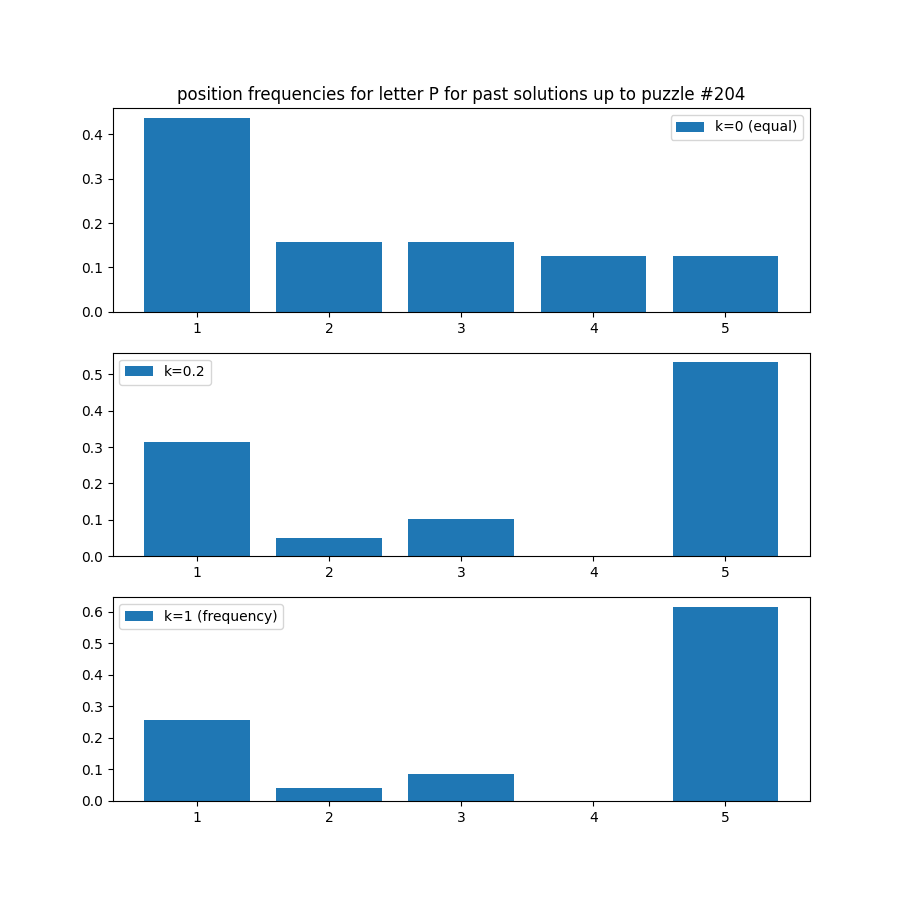 position frequencies for letter P for past solutions up to puzzle #204
k=0 (equal)
0.4
0.3
0.2
0.1
0.0
1 2 3 4 5
k=0.2
0.5
0.4
0.3
0.2
0.1
0.0
1 2 3 4 5
k=1 (frequency)
0.6
0.5
0.4
0.3
0.2
0.1
0.0
1 2 3 4 5